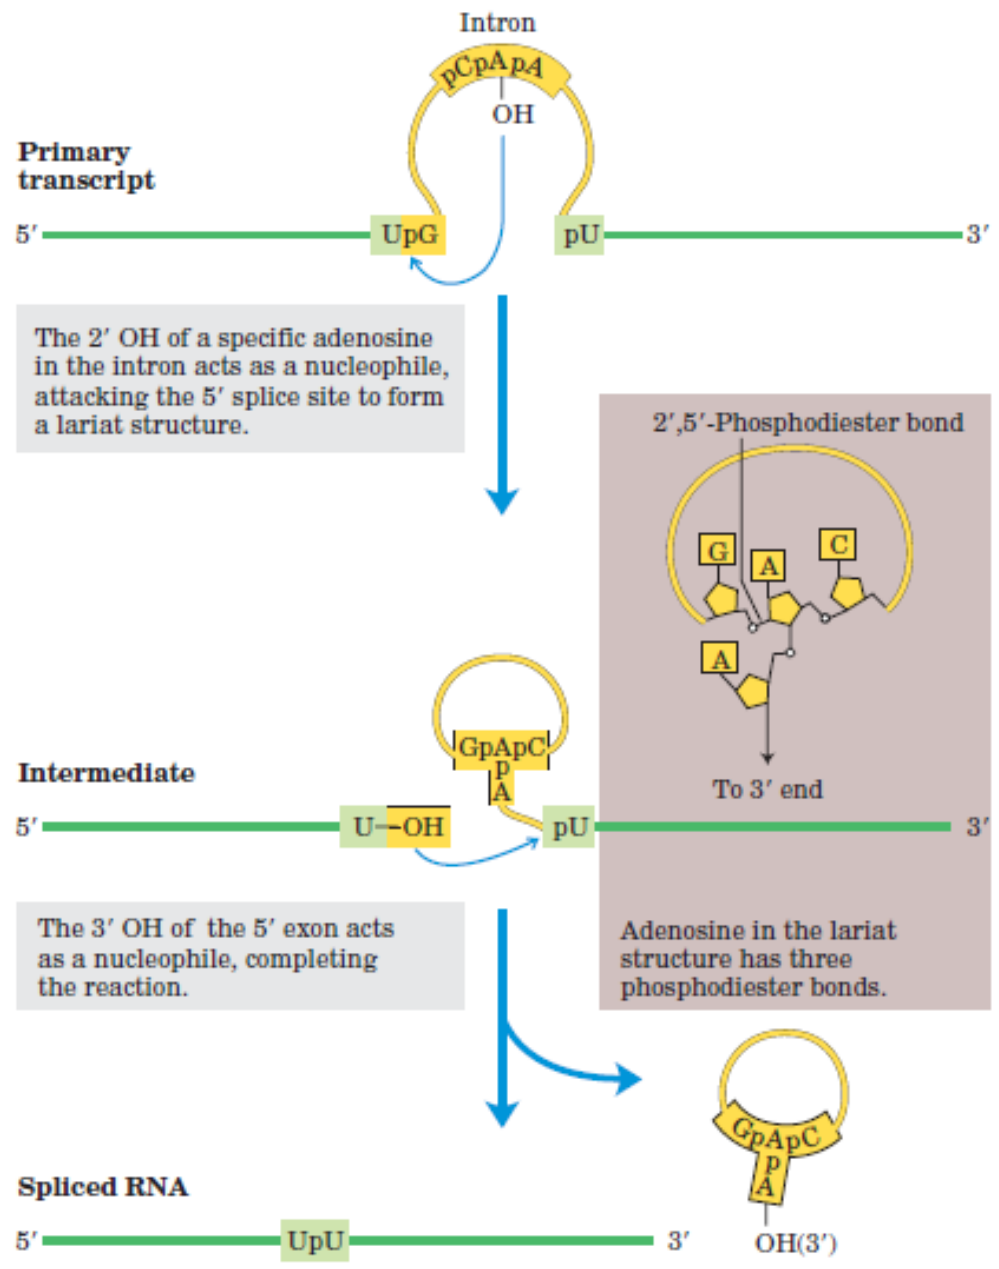 Intron
pCpApA
OH
Primary
transcript
5′ UpG pU 3′
The 2′ OH of a specific adenosine
in the intron acts as a nucleophile,
attacking the 5′ splice site to form
a lariat structure.
2′,5′-Phosphodiester bond
G A C
A
To 3′ end
GpApC
p
A
Intermediate
5′ U–OH pU 3′
The 3′ OH of the 5′ exon acts
as a nucleophile, completing
the reaction.
Adenosine in the lariat
structure has three
phosphodiester bonds.
GpApC
p
A
OH(3′)
Spliced RNA
5′ UpU 3′